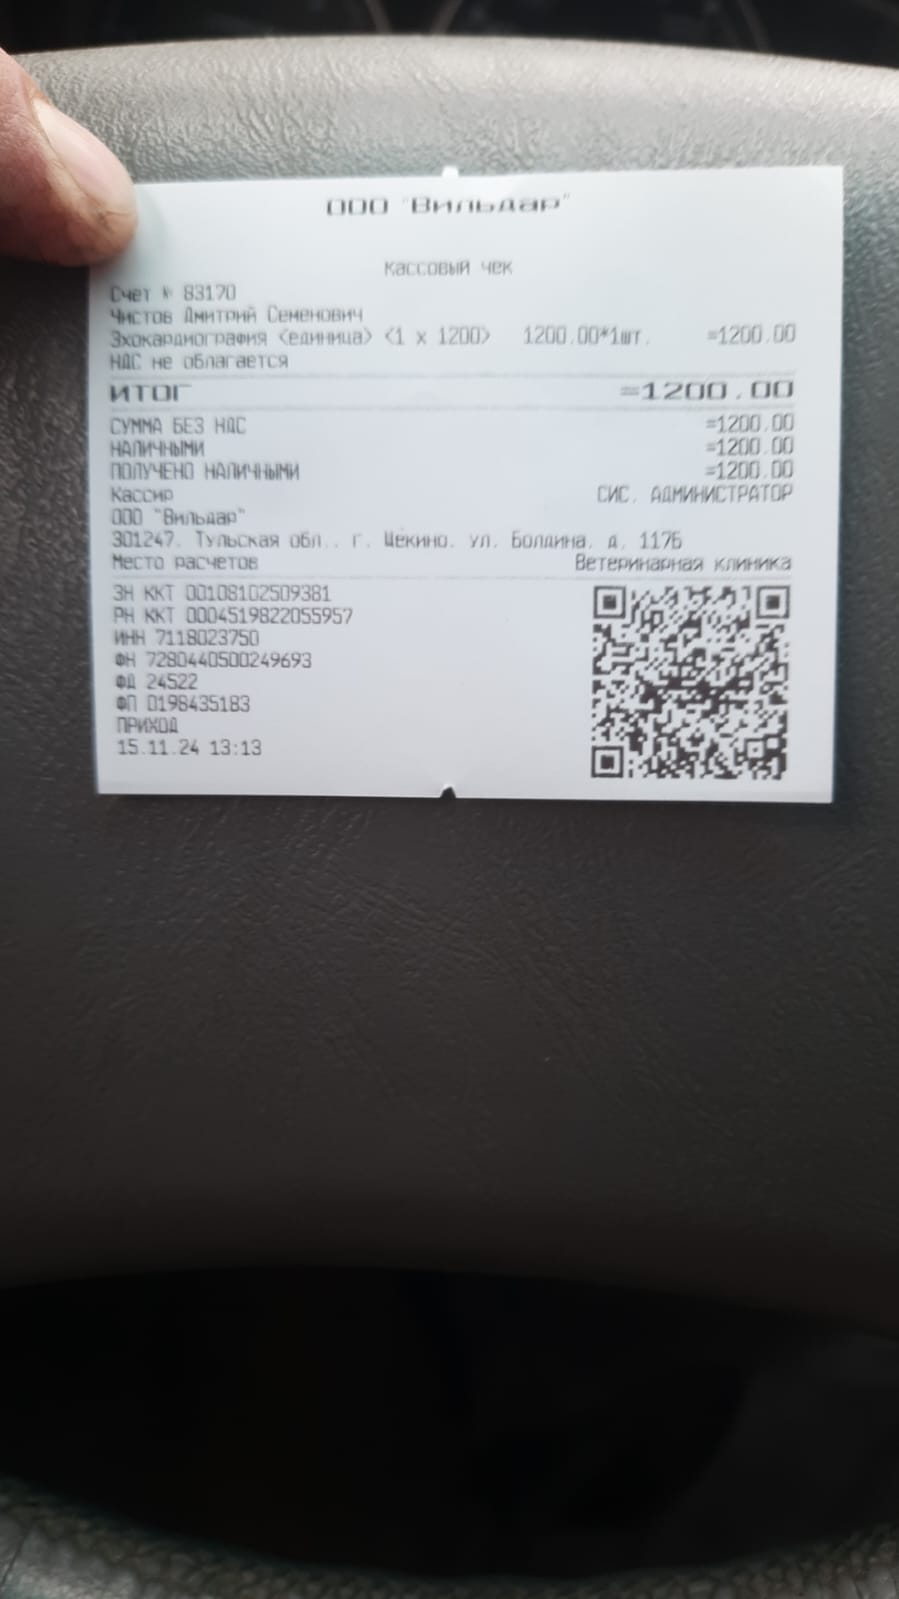 ООО "Вильдар"
кассовый чек
Счет № 83170
Чистов Дмитрий Семенович
Эхокардиография <единица> <1 x 1200> 1200.00*1шт. =1200.00
НДС не облагается
ИТОГ =1200.00
СУММА БЕЗ НДС =1200.00
НАЛИЧНЫМИ =1200.00
ПОЛУЧЕНО НАЛИЧНЫМИ =1200.00
Кассир СИС. АДМИНИСТРАТОР
ООО "Вильдар"
301247, Тульская обл., г. Щекино, ул. Болдина, д. 117Б
Место расчетов Ветеринарная клиника
ЗН ККТ 00108102509381
РН ККТ 0004519822055957
ИНН 7118023750
ФН 7280440500249693
ФД 24522
ФП 0198435183
ПРИХОД
15.11.24 13:13